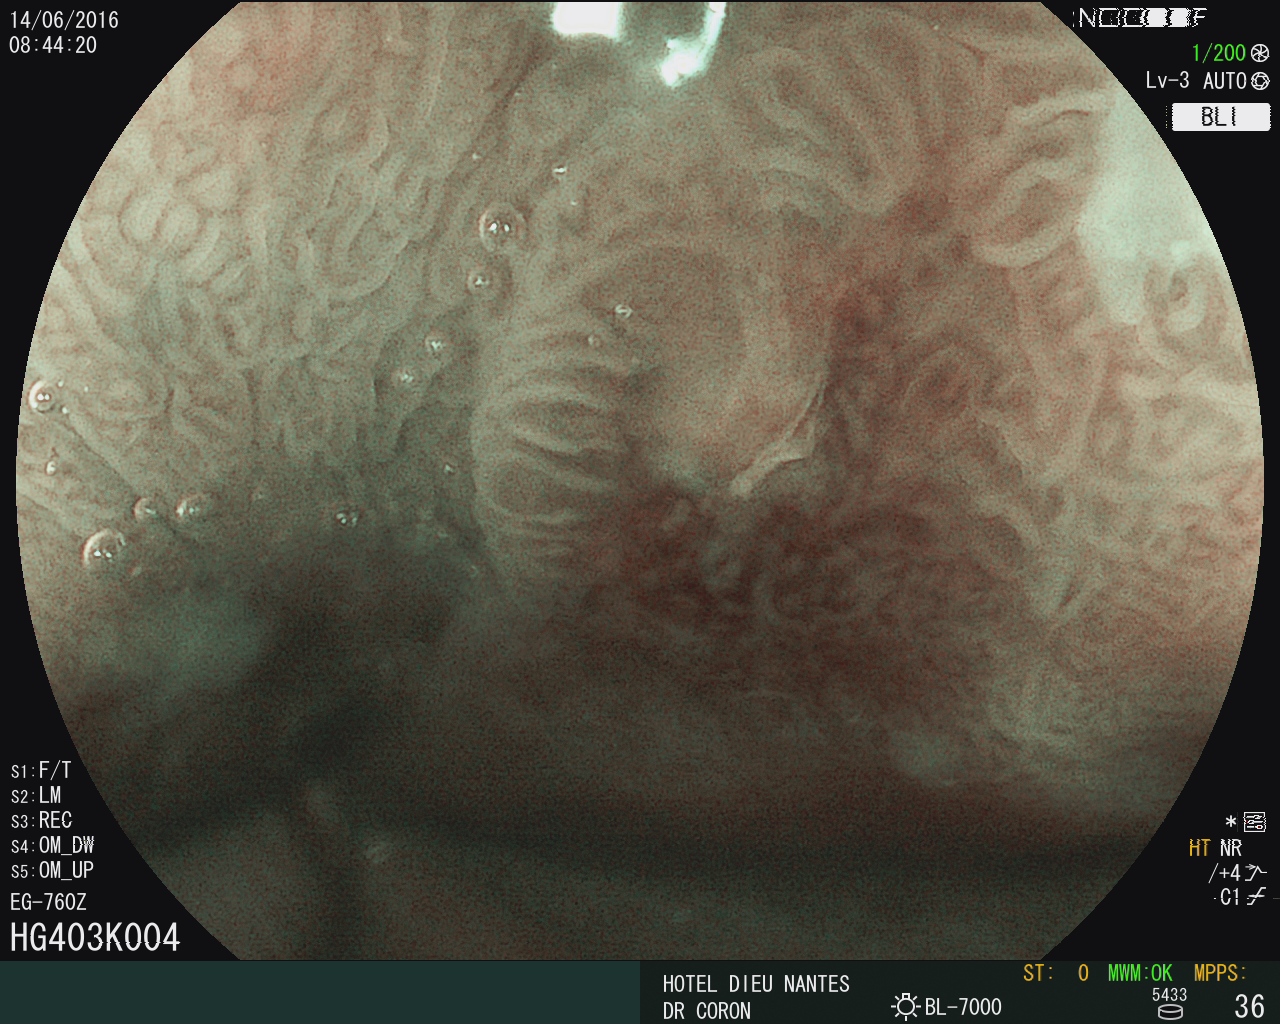 14/06/2016
08:44:20
1/200
Lv-3 AUTO
BLI
S1:F/T
S2:LM
S3:REC
S4:OM_DW
S5:OM_UP
EG-760Z
HG403K004
*
HT NR
/+4
C1
ST: 0 MWM:OK MPPS:
HOTEL DIEU NANTES
DR CORON
BL-7000
5433
36